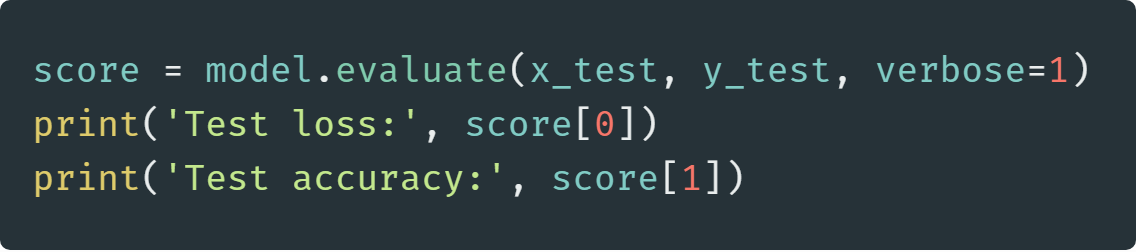 score = model.evaluate(x_test, y_test, verbose=1)
print('Test loss:', score[0])
print('Test accuracy:', score[1])